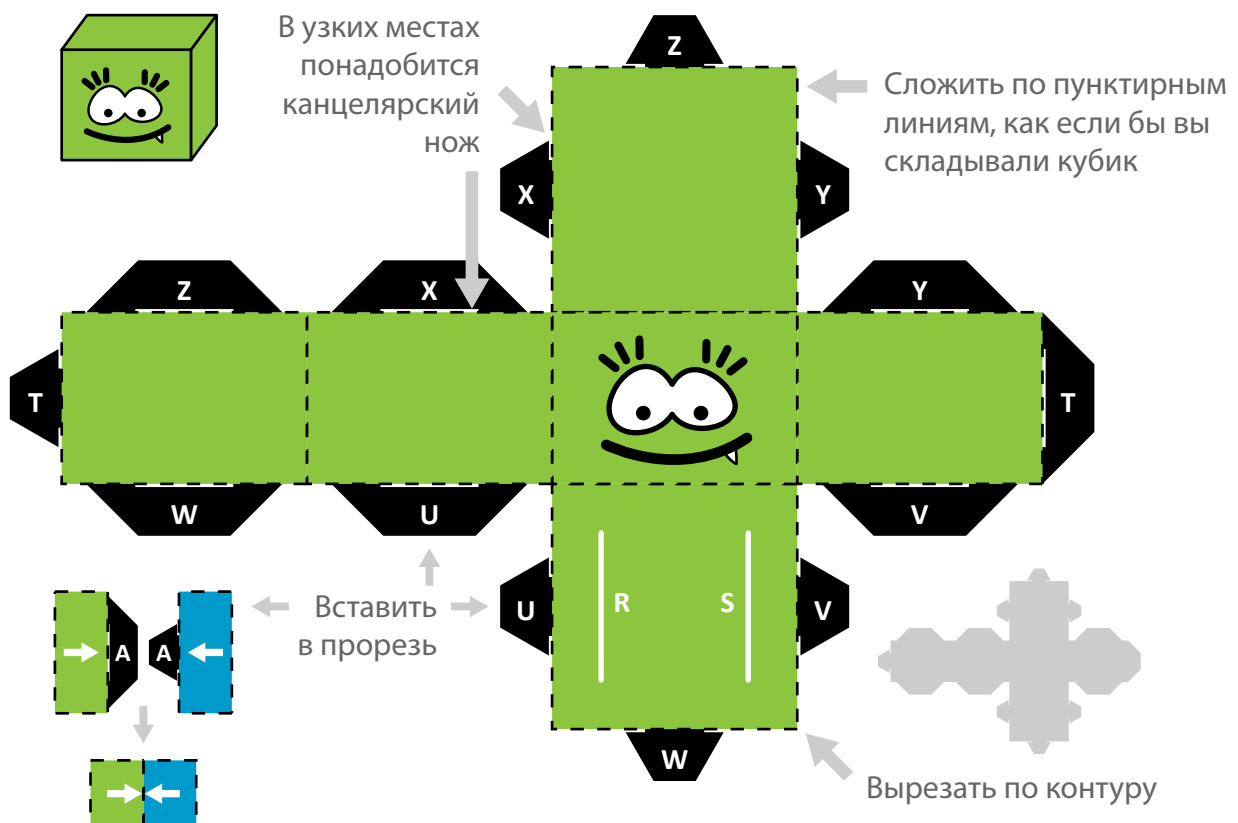 В узких местах
понадобится
канцелярский
нож
Z
Сложить по пунктирным
линиям, как если бы вы
складывали кубик
X
Y
Z
X
Y
T
T
W
U
V
Вставить
в прорезь
U
R
S
V
A
A
W
Вырезать по контуру